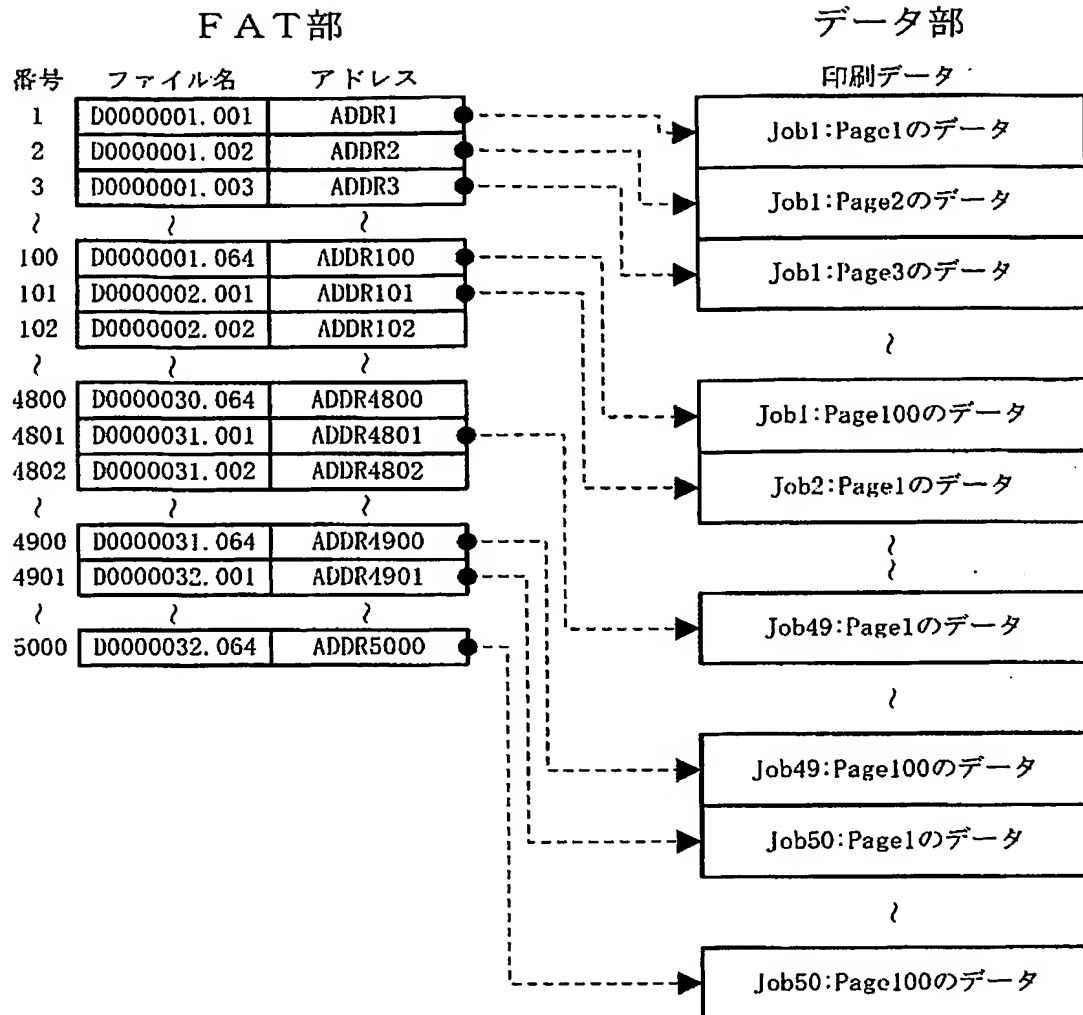 FAT部
番号 ファイル名 アドレス
1 D0000001.001 ADDR1
2 D0000001.002 ADDR2
3 D0000001.003 ADDR3
~ ~ ~
100 D0000001.064 ADDR100
101 D0000002.001 ADDR101
102 D0000002.002 ADDR102
~ ~ ~
4800 D0000030.064 ADDR4800
4801 D0000031.001 ADDR4801
4802 D0000031.002 ADDR4802
~ ~ ~
4900 D0000031.064 ADDR4900
4901 D0000032.001 ADDR4901
~ ~ ~
5000 D0000032.064 ADDR5000
データ部
印刷データ
Job1:Page1のデータ
Job1:Page2のデータ
Job1:Page3のデータ
~
Job1:Page100のデータ
Job2:Page1のデータ
~
~
Job49:Page1のデータ
~
Job49:Page100のデータ
Job50:Page1のデータ
~
Job50:Page100のデータ